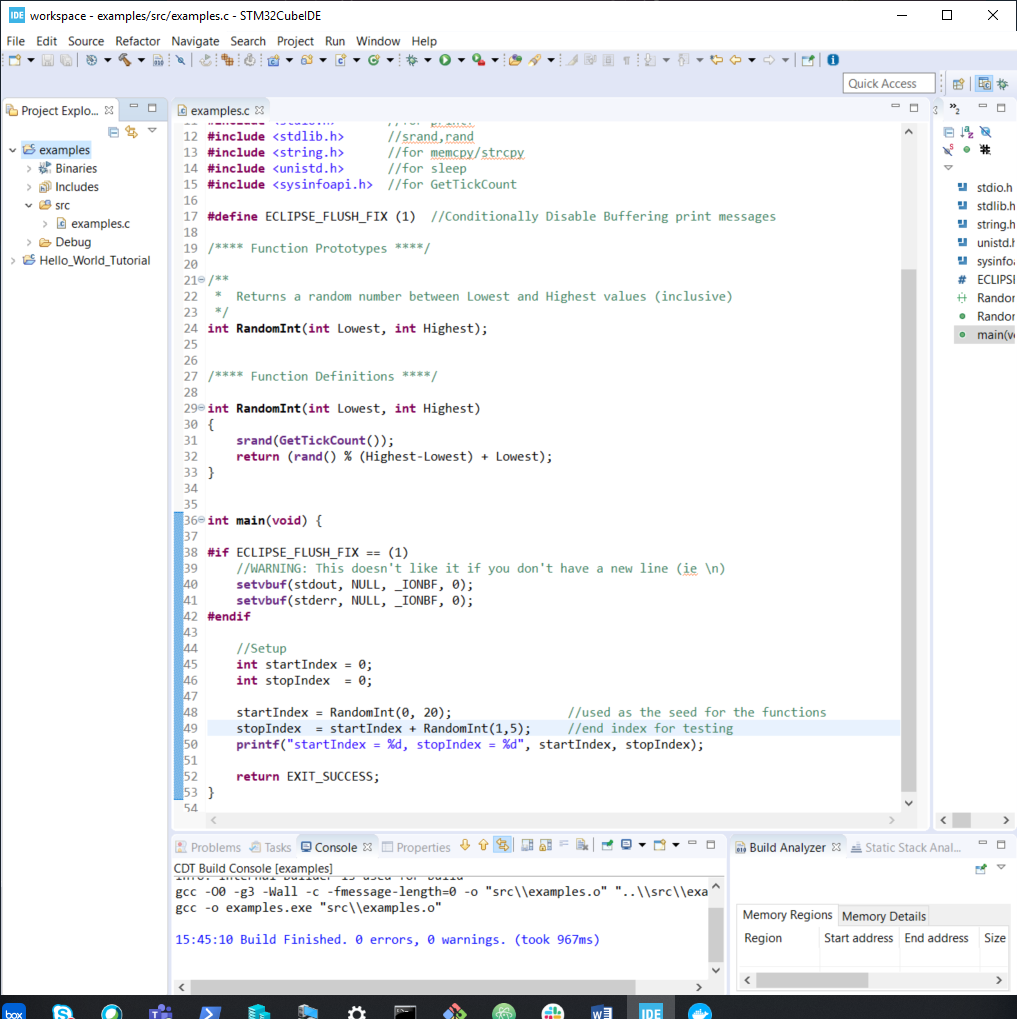 IDE workspace - examples/src/examples.c - STM32CubeIDE
File Edit Source Refactor Navigate Search Project Run Window Help
Quick Access
Project Explo...
examples
Binaries
Includes
src
examples.c
Debug
Hello_World_Tutorial
examples.c
12 #include <stdlib.h> //srand,rand
13 #include <string.h> //for memcpy/strcpy
14 #include <unistd.h> //for sleep
15 #include <sysinfoapi.h> //for GetTickCount
16
17 #define ECLIPSE_FLUSH_FIX (1) //Conditionally Disable Buffering print messages
18
19 /**** Function Prototypes ****/
20
21 /**
22 * Returns a random number between Lowest and Highest values (inclusive)
23 */
24 int RandomInt(int Lowest, int Highest);
25
26
27 /**** Function Definitions ****/
28
29 int RandomInt(int Lowest, int Highest)
30 {
31 srand(GetTickCount());
32 return (rand() % (Highest-Lowest) + Lowest);
33 }
34
35
36 int main(void) {
37
38 #if ECLIPSE_FLUSH_FIX == (1)
39 //WARNING: This doesn't like it if you don't have a new line (ie \n)
40 setvbuf(stdout, NULL, _IONBF, 0);
41 setvbuf(stderr, NULL, _IONBF, 0);
42 #endif
43
44 //Setup
45 int startIndex = 0;
46 int stopIndex = 0;
47
48 startIndex = RandomInt(0, 20); //used as the seed for the functions
49 stopIndex = startIndex + RandomInt(1,5); //end index for testing
50 printf("startIndex = %d, stopIndex = %d", startIndex, stopIndex);
51
52 return EXIT_SUCCESS;
53 }
54
»2
stdio.h
stdlib.h
string.h
unistd.h
sysinfoa
ECLIPSI
Randor
Randor
main(v
Problems Tasks Console Properties
CDT Build Console [examples]
Info: Internal Builder is used for build
gcc -O0 -g3 -Wall -c -fmessage-length=0 -o "src\\examples.o" "..\\src\\exa
gcc -o examples.exe "src\\examples.o"
15:45:10 Build Finished. 0 errors, 0 warnings. (took 967ms)
Build Analyzer Static Stack Anal...
Memory Regions Memory Details
Region Start address End address Size
box
IDE